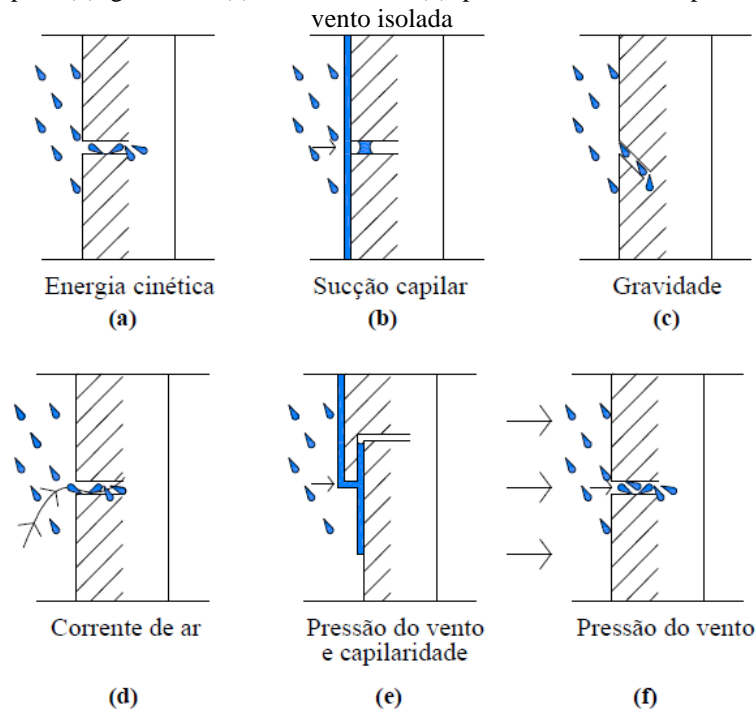 vento isolada
Energia cinética
(a)
Sucção capilar
(b)
Gravidade
(c)
Corrente de ar
(d)
Pressão do vento
e capilaridade
(e)
Pressão do vento
(f)